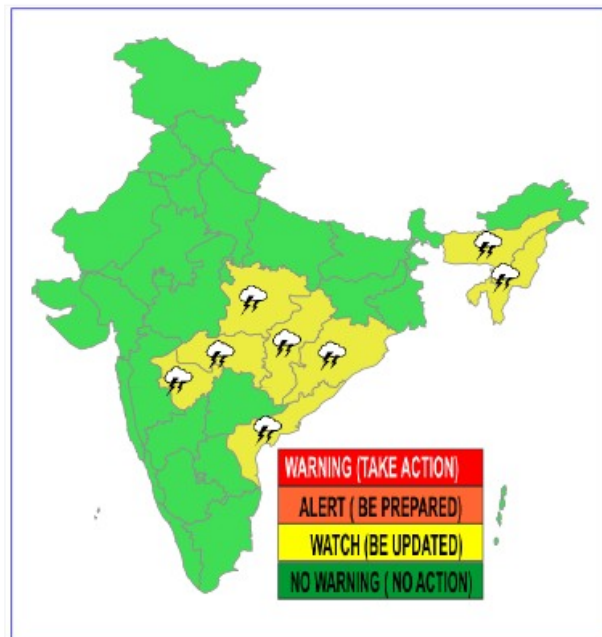 WARNING (TAKE ACTION)
ALERT ( BE PREPARED)
WATCH (BE UPDATED)
NO WARNING ( NO ACTION)